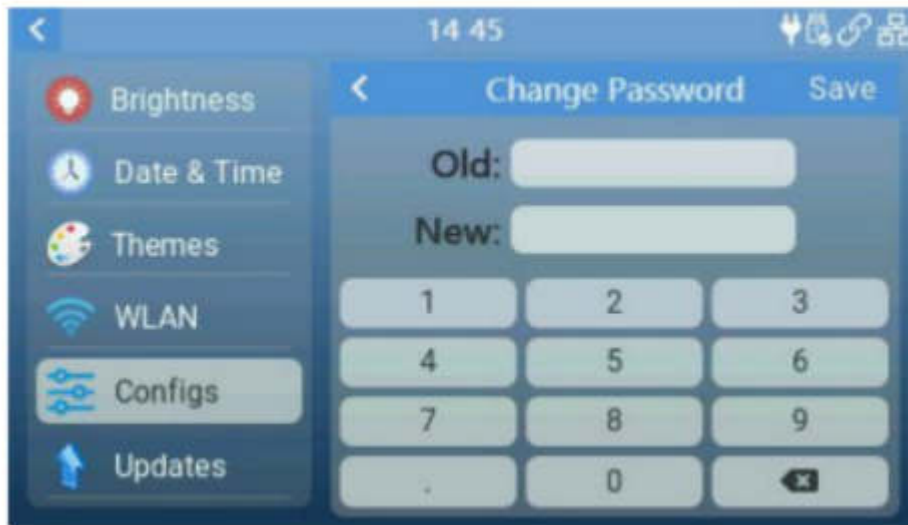 14 45
Brightness
Date & Time
Themes
WLAN
Configs
Updates
Change Password Save
Old:
New:
1 2 3
4 5 6
7 8 9
. 0